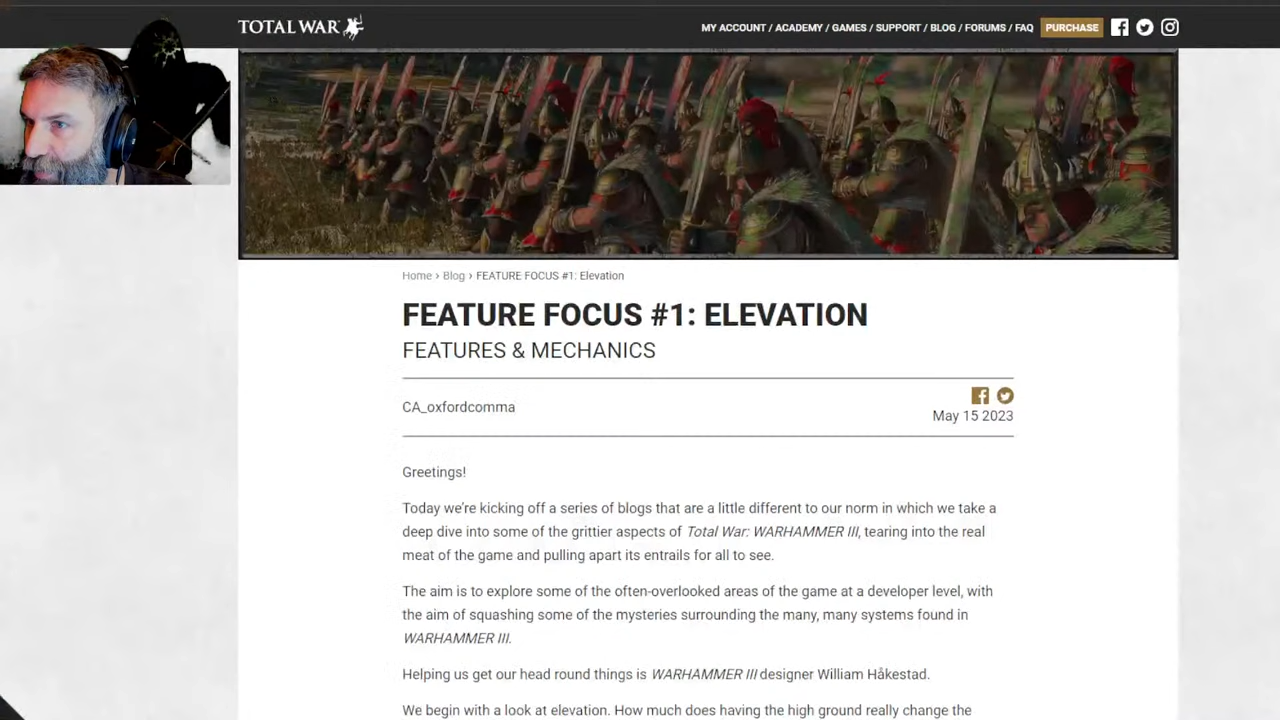 TOTAL WAR
MY ACCOUNT / ACADEMY / GAMES / SUPPORT / BLOG / FORUMS / FAQ PURCHASE
Home › Blog › FEATURE FOCUS #1: Elevation
FEATURE FOCUS #1: ELEVATION
FEATURES & MECHANICS
CA_oxfordcomma
May 15 2023
Greetings!
Today we're kicking off a series of blogs that are a little different to our norm in which we take a
deep dive into some of the grittier aspects of Total War: WARHAMMER III, tearing into the real
meat of the game and pulling apart its entrails for all to see.
The aim is to explore some of the often-overlooked areas of the game at a developer level, with
the aim of squashing some of the mysteries surrounding the many, many systems found in
WARHAMMER III.
Helping us get our head round things is WARHAMMER III designer William Håkestad.
We begin with a look at elevation. How much does having the high ground really change the